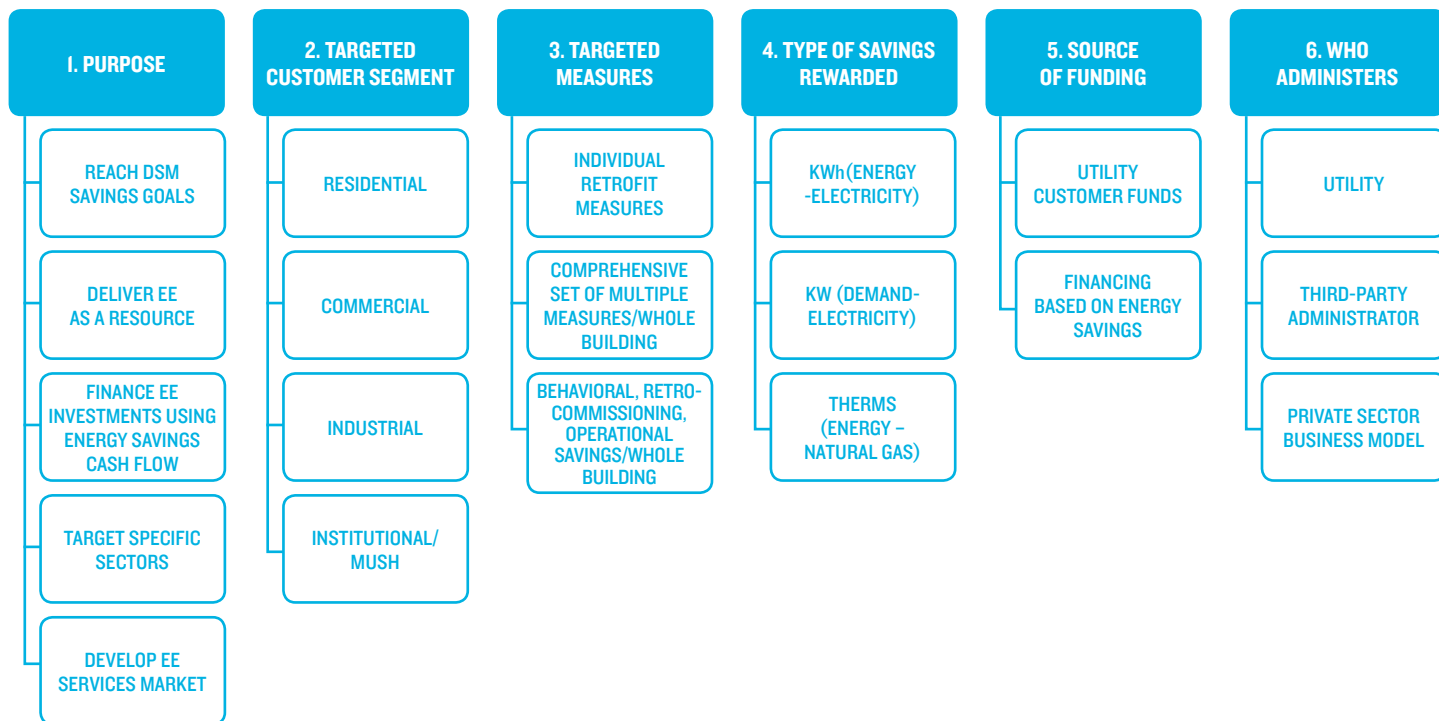 1. PURPOSE
REACH DSM
SAVINGS GOALS
DELIVER EE
AS A RESOURCE
FINANCE EE
INVESTMENTS USING
ENERGY SAVINGS
CASH FLOW
TARGET SPECIFIC
SECTORS
DEVELOP EE
SERVICES MARKET
2. TARGETED
CUSTOMER SEGMENT
RESIDENTIAL
COMMERCIAL
INDUSTRIAL
INSTITUTIONAL/
MUSH
3. TARGETED
MEASURES
INDIVIDUAL
RETROFIT
MEASURES
COMPREHENSIVE
SET OF MULTIPLE
MEASURES/WHOLE
BUILDING
BEHAVIORAL, RETRO-
COMMISSIONING,
OPERATIONAL
SAVINGS/WHOLE
BUILDING
4. TYPE OF SAVINGS
REWARDED
KWh(ENERGY
-ELECTRICITY)
KW (DEMAND-
ELECTRICITY)
THERMS
(ENERGY –
NATURAL GAS)
5. SOURCE
OF FUNDING
UTILITY
CUSTOMER FUNDS
FINANCING
BASED ON ENERGY
SAVINGS
6. WHO
ADMINISTERS
UTILITY
THIRD-PARTY
ADMINISTRATOR
PRIVATE SECTOR
BUSINESS MODEL